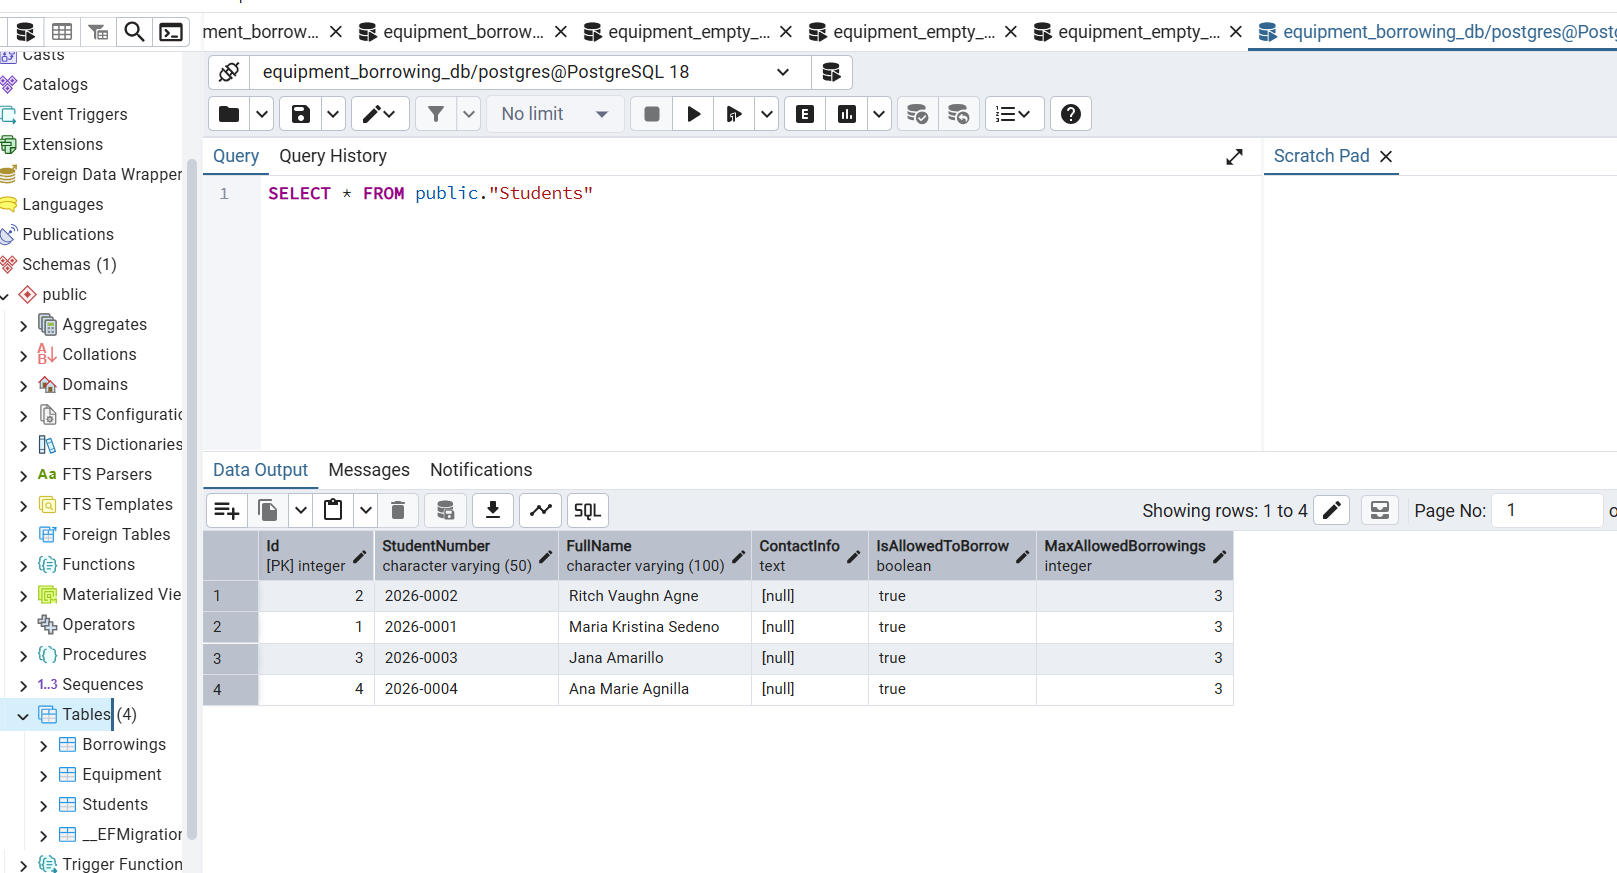 ment_borrow...
equipment_borrow...
equipment_empty_...
equipment_empty_...
equipment_empty_...
equipment_borrowing_db/postgres@Postg
Casts
Catalogs
Event Triggers
Extensions
Foreign Data Wrapper
Languages
Publications
Schemas (1)
public
Aggregates
Collations
Domains
FTS Configuratio
FTS Dictionaries
FTS Parsers
FTS Templates
Foreign Tables
Functions
Materialized Vie
Operators
Procedures
1..3 Sequences
Tables (4)
Borrowings
Equipment
Students
__EFMigration
Trigger Function
equipment_borrowing_db/postgres@PostgreSQL 18
No limit
Query
Query History
Scratch Pad
1 SELECT * FROM public."Students"
Data Output
Messages
Notifications
SQL
Showing rows: 1 to 4
Page No: 1
Id StudentNumber FullName ContactInfo IsAllowedToBorrow MaxAllowedBorrowings
[PK] integer character varying (50) character varying (100) text boolean integer
1 2 2026-0002 Ritch Vaughn Agne [null] true 3
2 1 2026-0001 Maria Kristina Sedeno [null] true 3
3 3 2026-0003 Jana Amarillo [null] true 3
4 4 2026-0004 Ana Marie Agnilla [null] true 3